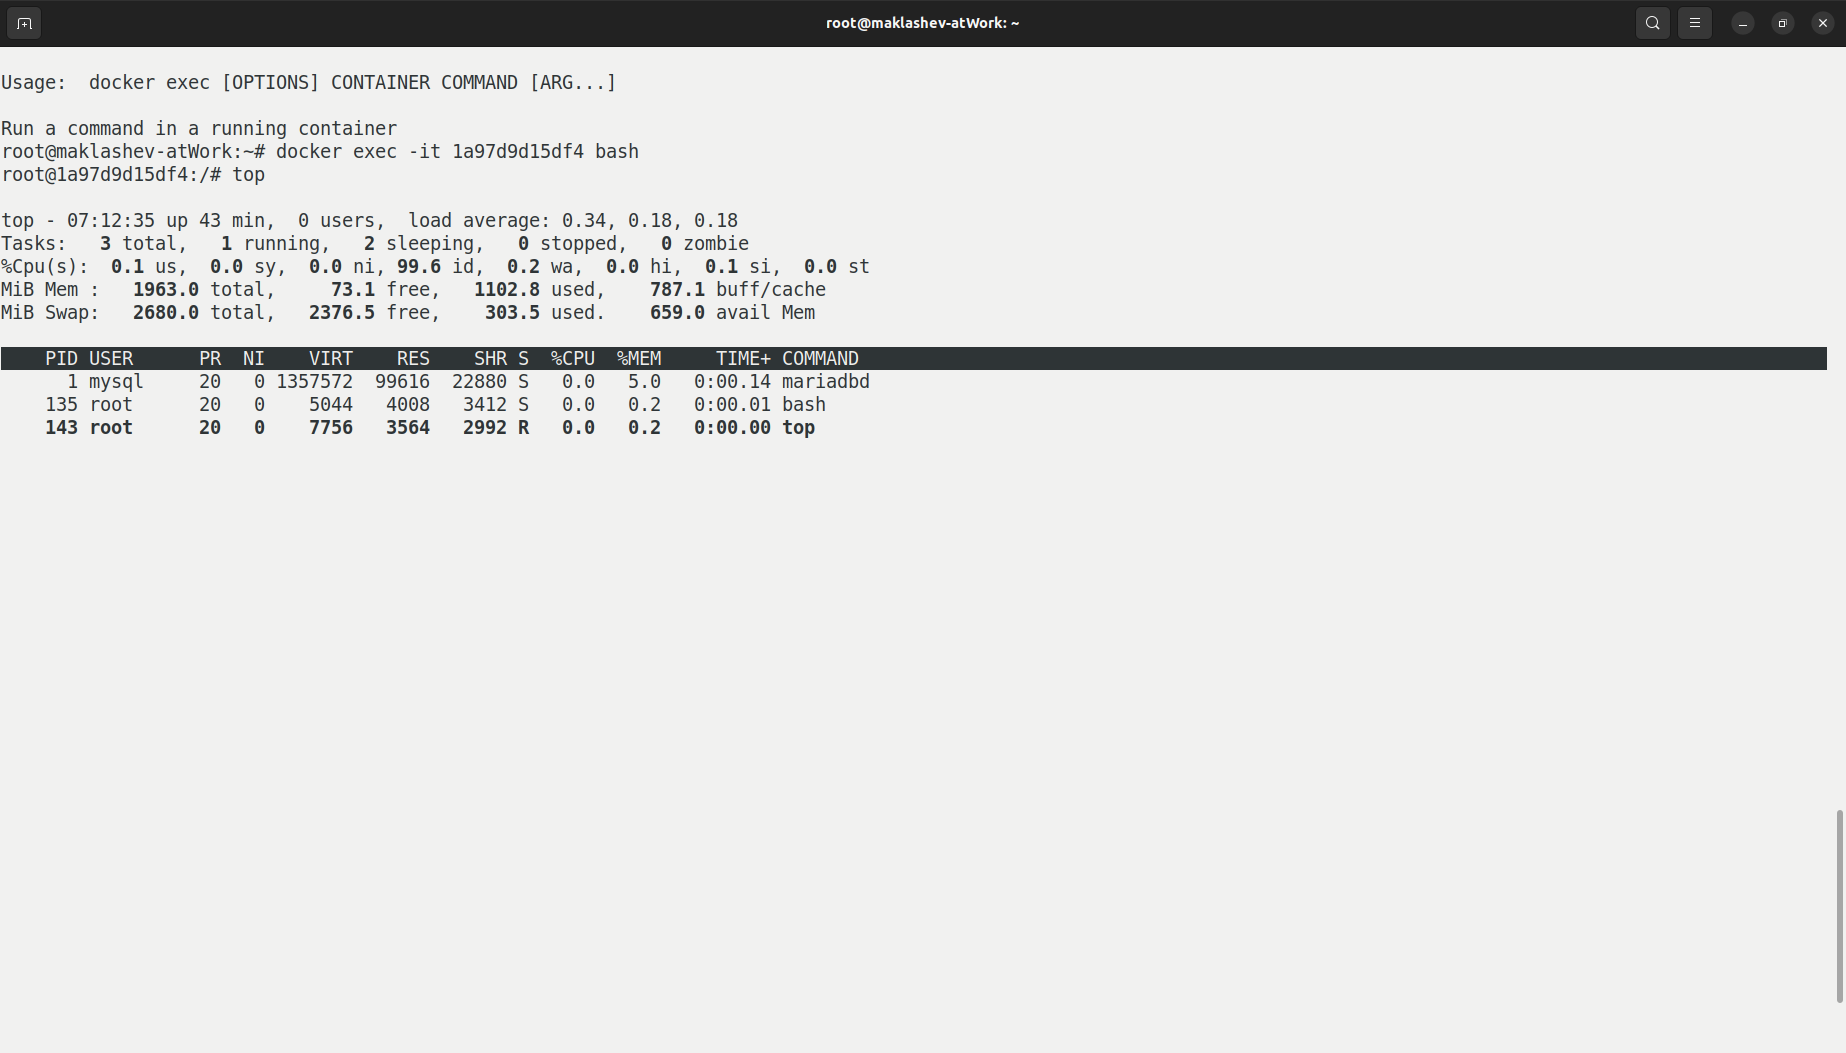 root@maklashev-atWork: ~
Usage:  docker exec [OPTIONS] CONTAINER COMMAND [ARG...]
Run a command in a running container
root@maklashev-atWork:~# docker exec -it 1a97d9d15df4 bash
root@1a97d9d15df4:/# top
top - 07:12:35 up 43 min,  0 users,  load average: 0.34, 0.18, 0.18
Tasks:   3 total,   1 running,   2 sleeping,   0 stopped,   0 zombie
%Cpu(s):  0.1 us,  0.0 sy,  0.0 ni, 99.6 id,  0.2 wa,  0.0 hi,  0.1 si,  0.0 st
MiB Mem :   1963.0 total,     73.1 free,   1102.8 used,    787.1 buff/cache
MiB Swap:   2680.0 total,   2376.5 free,    303.5 used.    659.0 avail Mem
    PID USER      PR  NI    VIRT    RES    SHR S  %CPU  %MEM     TIME+ COMMAND
      1 mysql     20   0 1357572  99616  22880 S   0.0   5.0   0:00.14 mariadbd
    135 root      20   0    5044   4008   3412 S   0.0   0.2   0:00.01 bash
    143 root      20   0    7756   3564   2992 R   0.0   0.2   0:00.00 top